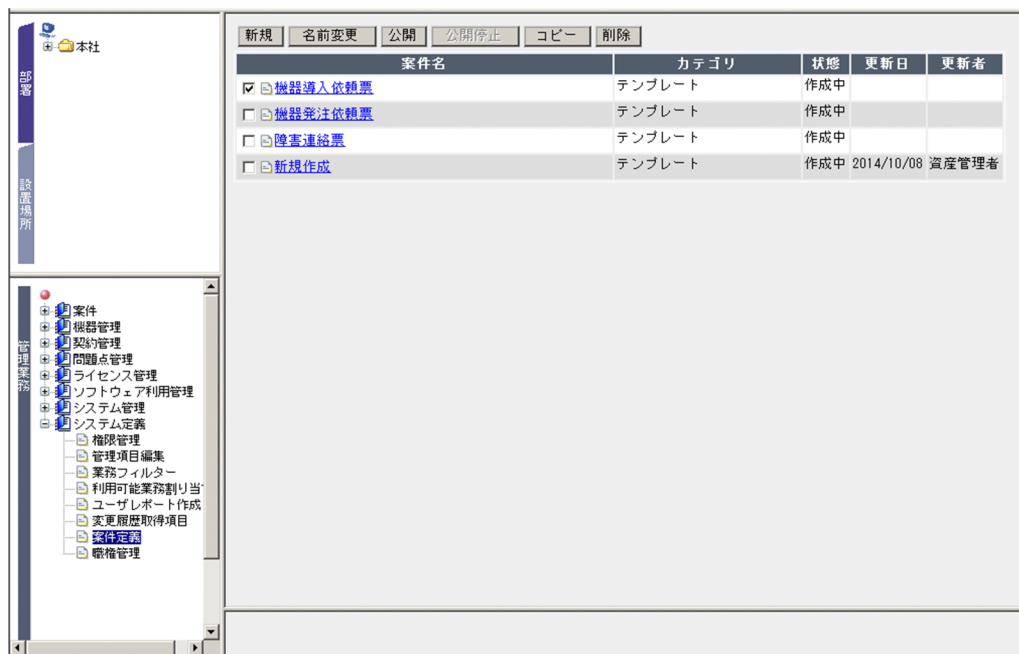 部署
本社
設置場所
新規 名前変更 公開 公開停止 コピー 削除
案件名 カテゴリ 状態 更新日 更新者
機器導入依頼票 テンプレート 作成中
機器発注依頼票 テンプレート 作成中
障害連絡票 テンプレート 作成中
新規作成 テンプレート 作成中 2014/10/08 資産管理者
管理業務
案件
機器管理
契約管理
問題点管理
ライセンス管理
ソフトウェア利用管理
システム管理
システム定義
権限管理
管理項目編集
業務フィルター
利用可能業務割り当
ユーザレポート作成
変更履歴取得項目
案件定義
職権管理